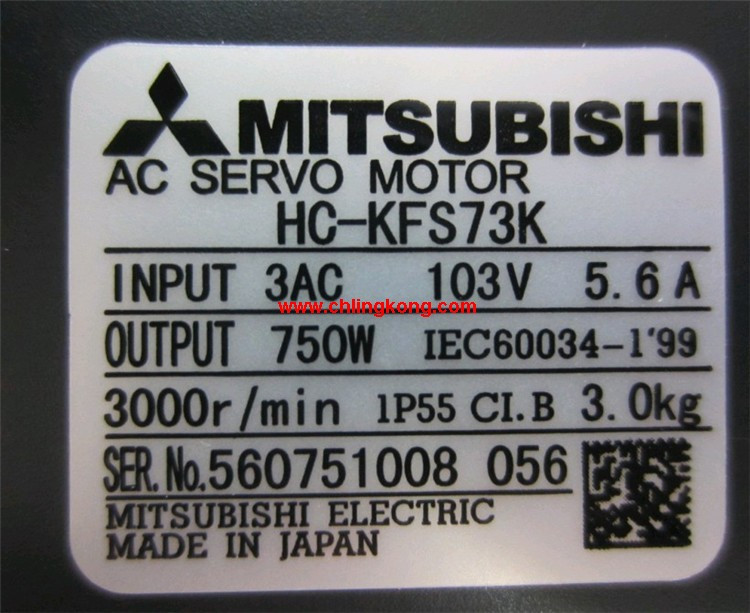 MITSUBISHI
AC SERVO MOTOR
HC-KFS73K
INPUT 3AC 103V 5.6A
www.chlingkong.com
OUTPUT 750W IEC60034-1'99
3000r/min IP55 CI.B 3.0kg
SER.No.560751008 056
MITSUBISHI ELECTRIC
MADE IN JAPAN